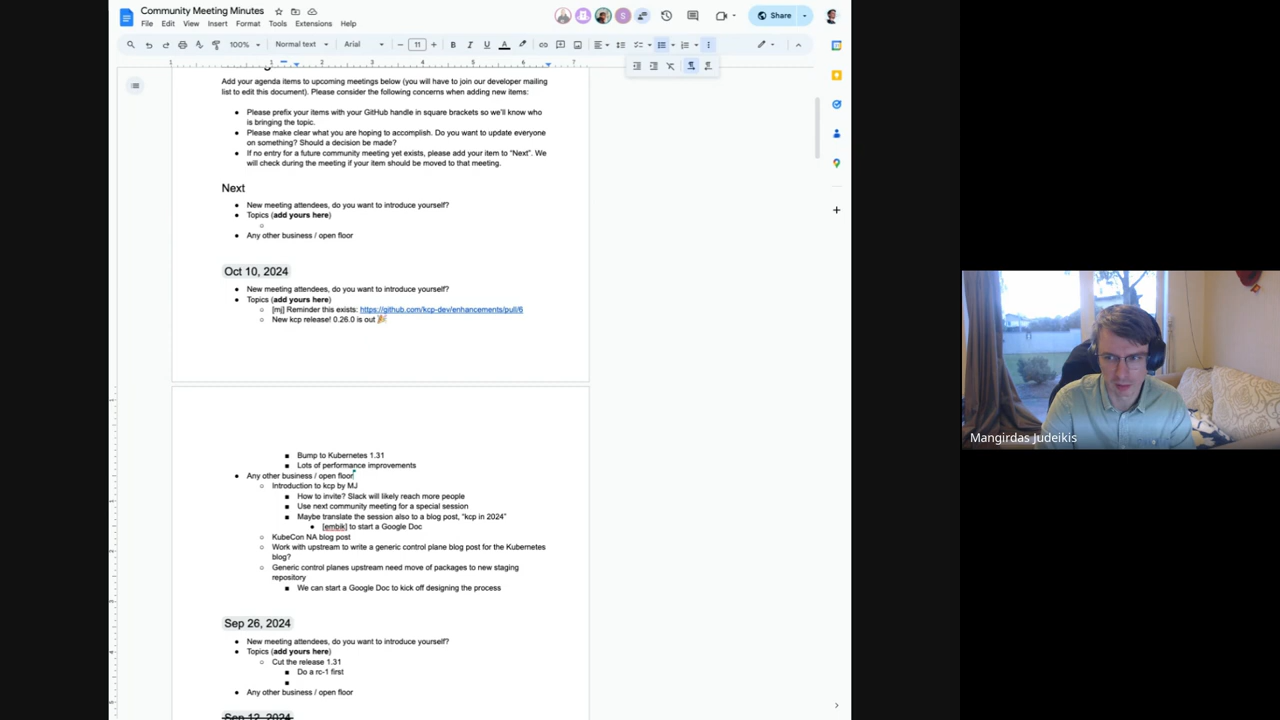 Community Meeting Minutes
File Edit View Insert Format Tools Extensions Help
Share
100% Normal text Arial 11
Add your agenda items to upcoming meetings below (you will have to join our developer mailing
list to edit this document). Please consider the following concerns when adding new items:
Please prefix your items with your GitHub handle in square brackets so we'll know who
is bringing the topic.
Please make clear what you are hoping to accomplish. Do you want to update everyone
on something? Should a decision be made?
If no entry for a future community meeting yet exists, please add your item to "Next". We
will check during the meeting if your item should be moved to that meeting.
Next
New meeting attendees, do you want to introduce yourself?
Topics (add yours here)
Any other business / open floor
Oct 10, 2024
New meeting attendees, do you want to introduce yourself?
Topics (add yours here)
[mj] Reminder this exists: https://github.com/kcp-dev/enhancements/pull/6
New kcp release! 0.26.0 is out 🎉
Bump to Kubernetes 1.31
Lots of performance improvements
Any other business / open floor
Introduction to kcp by MJ
How to invite? Slack will likely reach more people
Use next community meeting for a special session
Maybe translate the session also to a blog post, "kcp in 2024"
[embik] to start a Google Doc
KubeCon NA blog post
Work with upstream to write a generic control plane blog post for the Kubernetes
blog?
Generic control planes upstream need move of packages to new staging
repository
We can start a Google Doc to kick off designing the process
Sep 26, 2024
New meeting attendees, do you want to introduce yourself?
Topics (add yours here)
Cut the release 1.31
Do a rc-1 first
Any other business / open floor
Sep 12, 2024
Mangirdas Judeikis